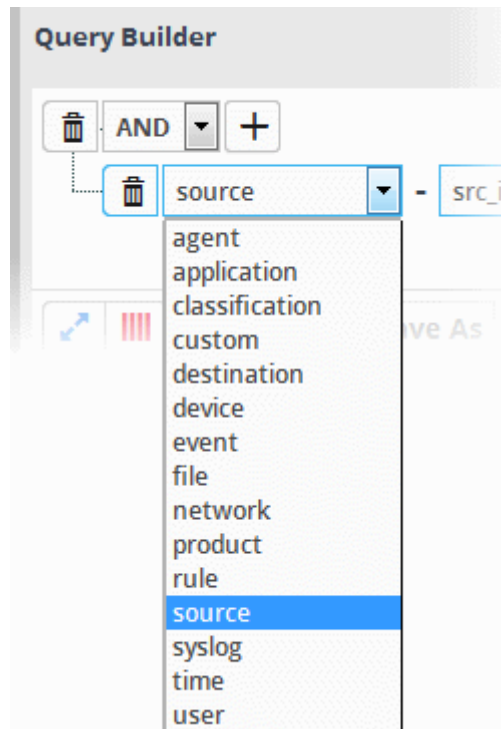 Query Builder
AND
source - src_i
agent
application
classification
custom
destination
device
event
file
network
product
rule
source
syslog
time
user
ve As